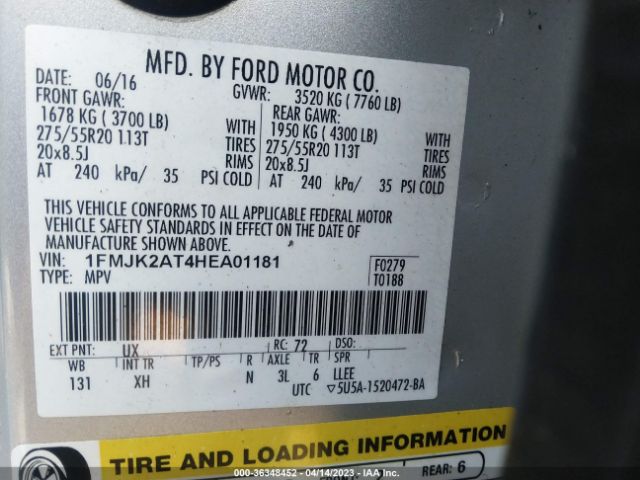 MFD. BY FORD MOTOR CO.
DATE: 06/16 GVWR: 3520 KG ( 7760 LB)
FRONT GAWR: REAR GAWR:
1678 KG ( 3700 LB) WITH 1950 KG ( 4300 LB) WITH
275/55R20 113T TIRES 275/55R20 113T TIRES
20x8.5J RIMS 20x8.5J RIMS
AT 240 kPa/ 35 PSI COLD AT 240 kPa/ 35 PSI COLD
THIS VEHICLE CONFORMS TO ALL APPLICABLE FEDERAL MOTOR
VEHICLE SAFETY STANDARDS IN EFFECT ON THE DATE OF
MANUFACTURE SHOWN ABOVE.
VIN: 1FMJK2AT4HEA01181 F0279
TYPE: MPV T0188
EXT PNT: UX RC: 72 DSO:
WB INT TR TP/PS R AXLE TR SPR
131 XH N 3L 6 LLEE
UTC ▽5U5A-1520472-BA
TIRE AND LOADING INFORMATION
REAR: 6
© 36348452 - 04/14/2023 - IAAI Inc.